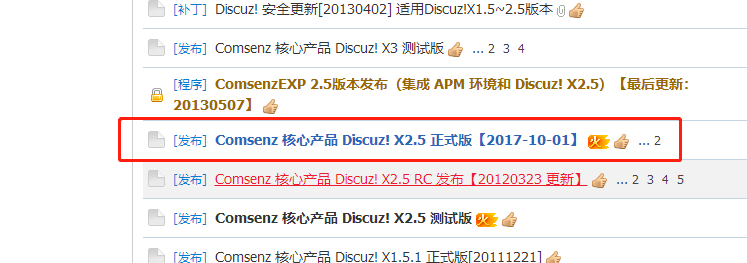 [补丁] Discuz! 安全更新[20130402] 适用Discuz!X1.5~2.5版本
[发布] Comsenz 核心产品 Discuz! X3 测试版 ... 2 3 4
[程序] ComsenzEXP 2.5版本发布（集成 APM 环境和 Discuz! X2.5）【最后更新：
20130507】
[发布] Comsenz 核心产品 Discuz! X2.5 正式版【2017-10-01】 火 ... 2
[发布] Comsenz 核心产品 Discuz! X2.5 RC 发布【20120323 更新】 ... 2 3 4 5
[发布] Comsenz 核心产品 Discuz! X2.5 测试版 火
[发布] Comsenz 核心产品 Discuz! X1.5.1 正式版[20111221]